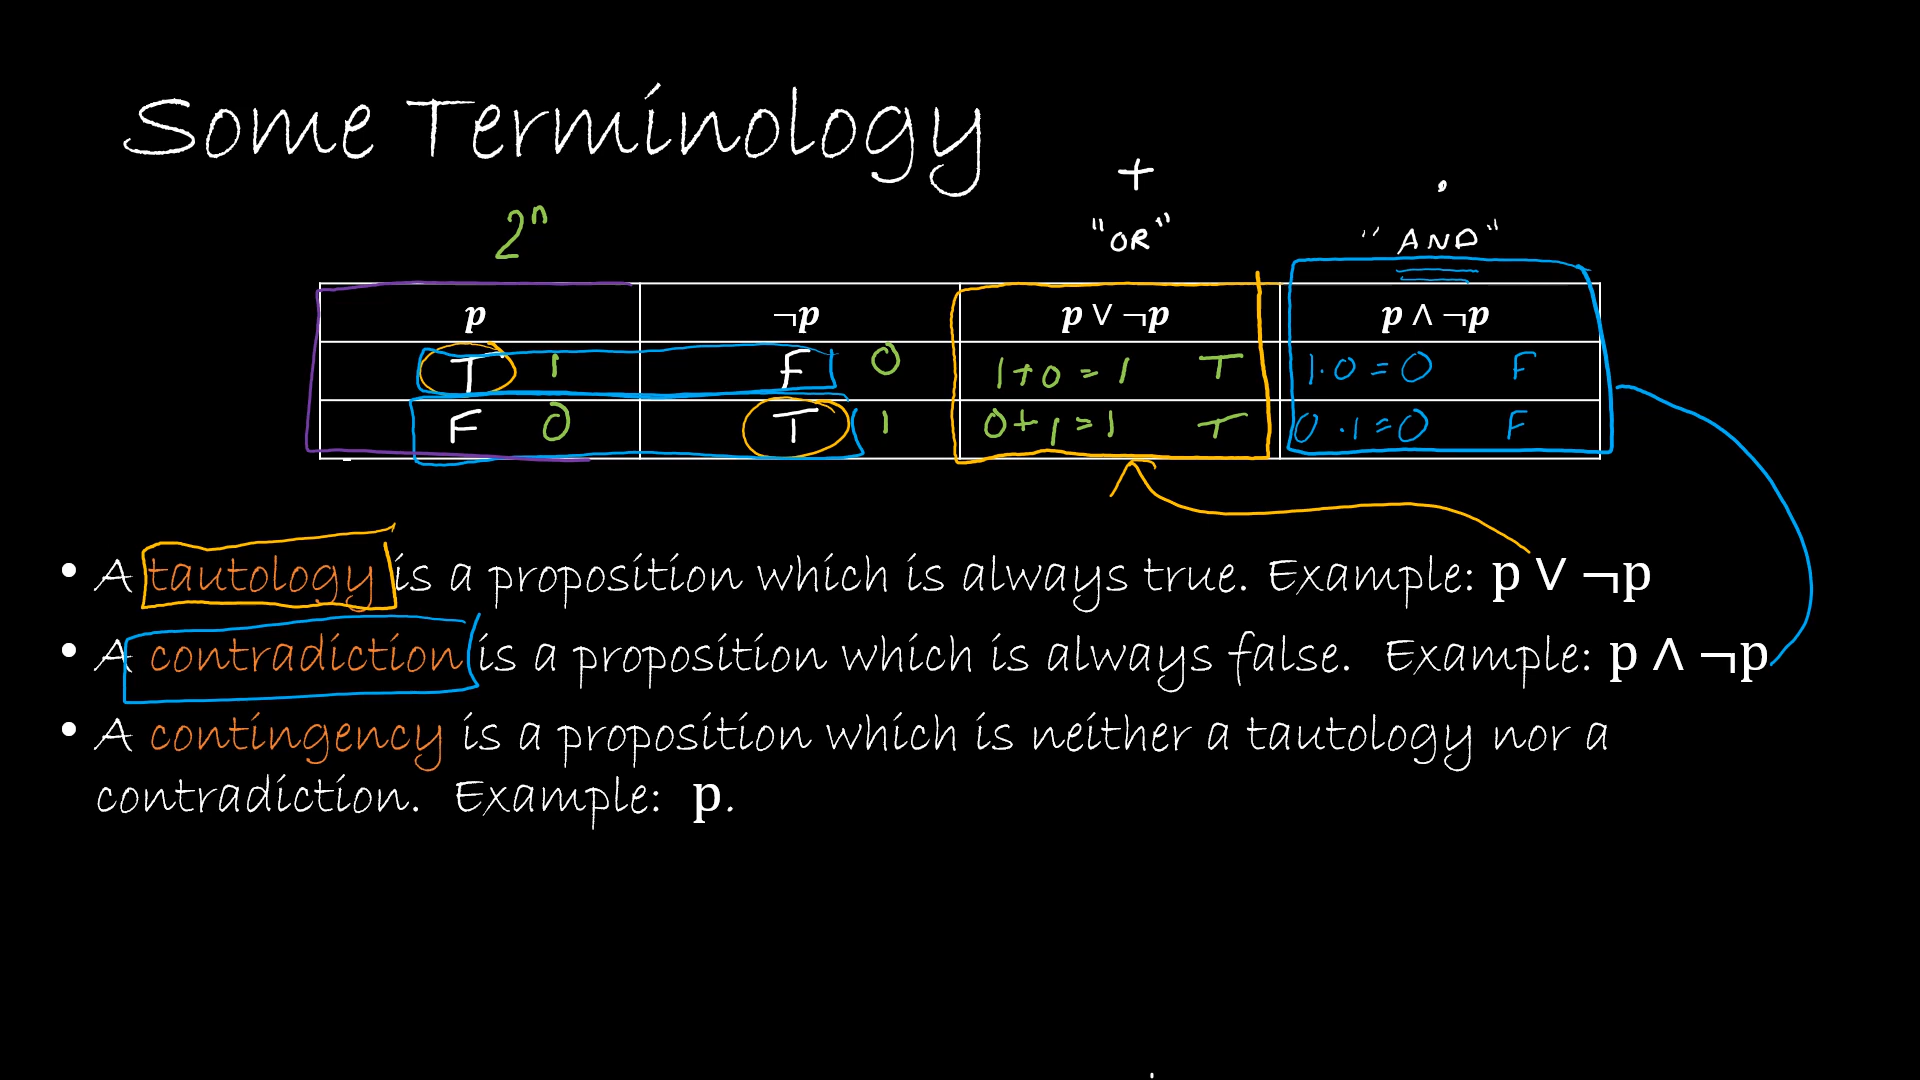 Some Terminology
+ .
2ⁿ "OR" "AND"
p ¬p p ∨ ¬p p ∧ ¬p
T 1 F 0 1+0=1 T 1.0=0 F
F 0 T 1 0+1=1 T 0.1=0 F
• A tautology is a proposition which is always true. Example: p ∨ ¬p
• A contradiction is a proposition which is always false. Example: p ∧ ¬p
• A contingency is a proposition which is neither a tautology nor a
contradiction. Example: p.